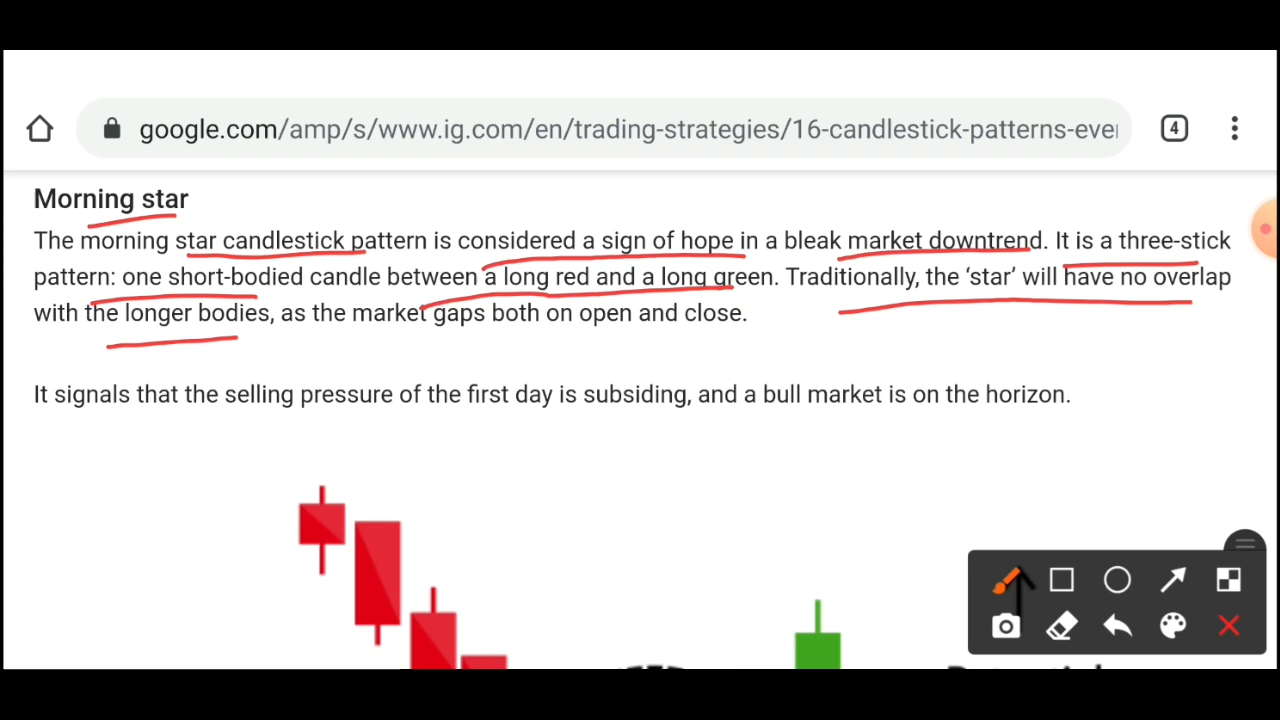 google.com/amp/s/www.ig.com/en/trading-strategies/16-candlestick-patterns-eve
4
Morning star
The morning star candlestick pattern is considered a sign of hope in a bleak market downtrend. It is a three-stick
pattern: one short-bodied candle between a long red and a long green. Traditionally, the ‘star’ will have no overlap
with the longer bodies, as the market gaps both on open and close.
It signals that the selling pressure of the first day is subsiding, and a bull market is on the horizon.